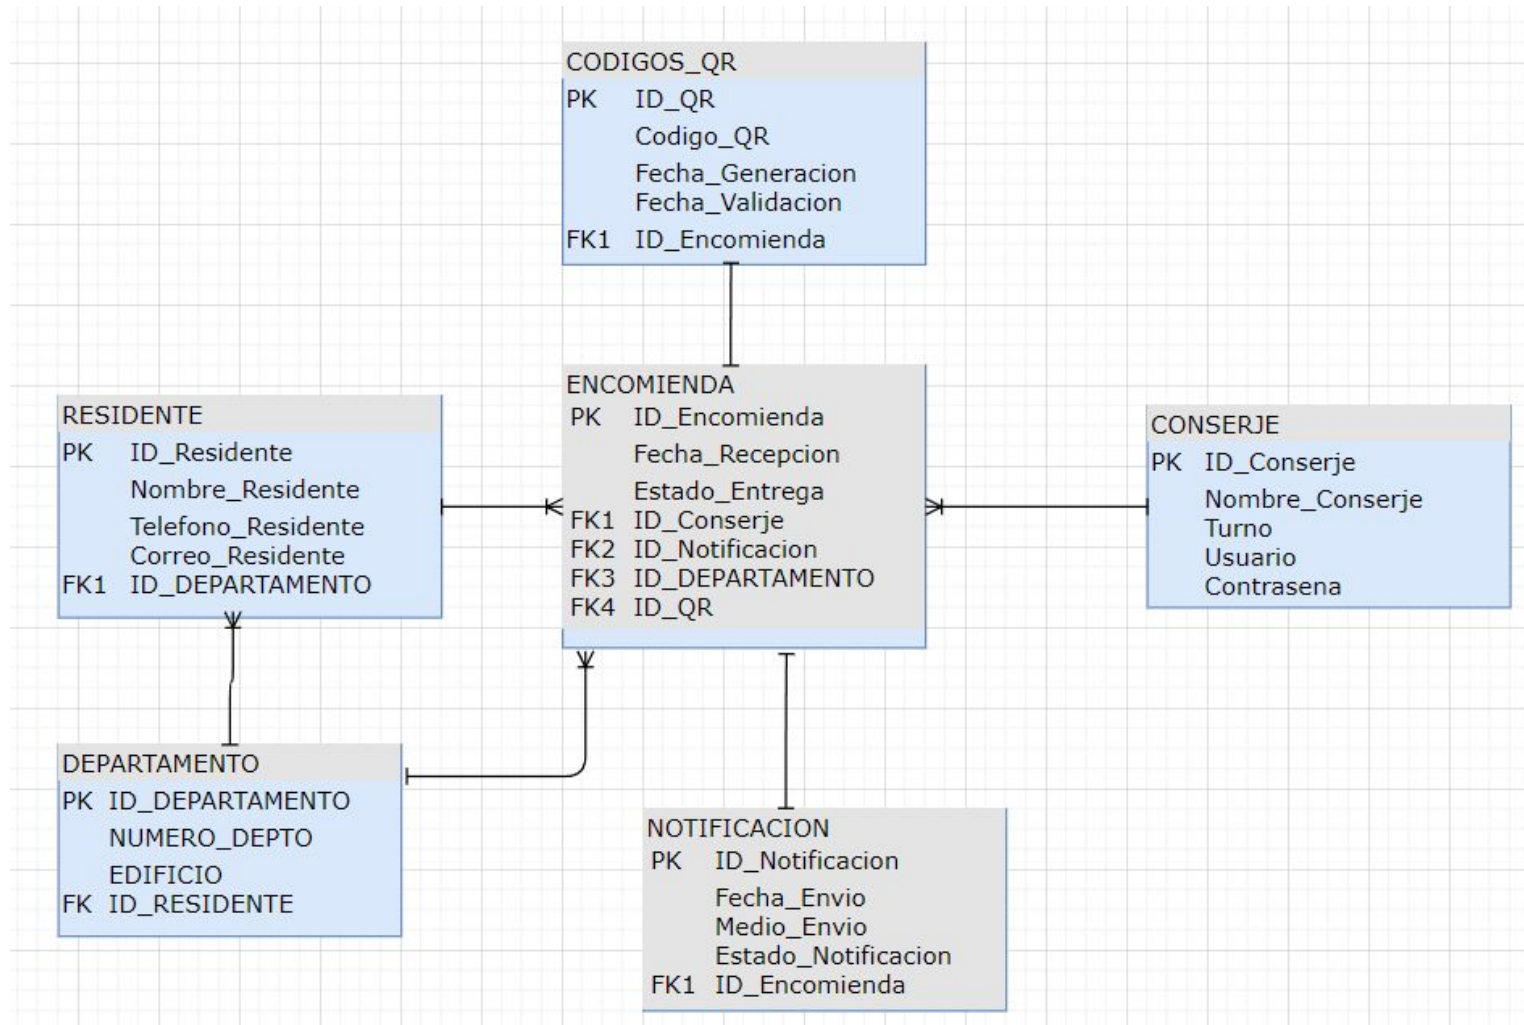 CODIGOS_QR
PK ID_QR
Codigo_QR
Fecha_Generacion
Fecha_Validacion
FK1 ID_Encomienda
ENCOMIENDA
PK ID_Encomienda
Fecha_Recepcion
Estado_Entrega
FK1 ID_Conserje
FK2 ID_Notificacion
FK3 ID_DEPARTAMENTO
FK4 ID_QR
RESIDENTE
PK ID_Residente
Nombre_Residente
Telefono_Residente
Correo_Residente
FK1 ID_DEPARTAMENTO
CONSERJE
PK ID_Conserje
Nombre_Conserje
Turno
Usuario
Contrasena
DEPARTAMENTO
PK ID_DEPARTAMENTO
NUMERO_DEPTO
EDIFICIO
FK ID_RESIDENTE
NOTIFICACION
PK ID_Notificacion
Fecha_Envio
Medio_Envio
Estado_Notificacion
FK1 ID_Encomienda